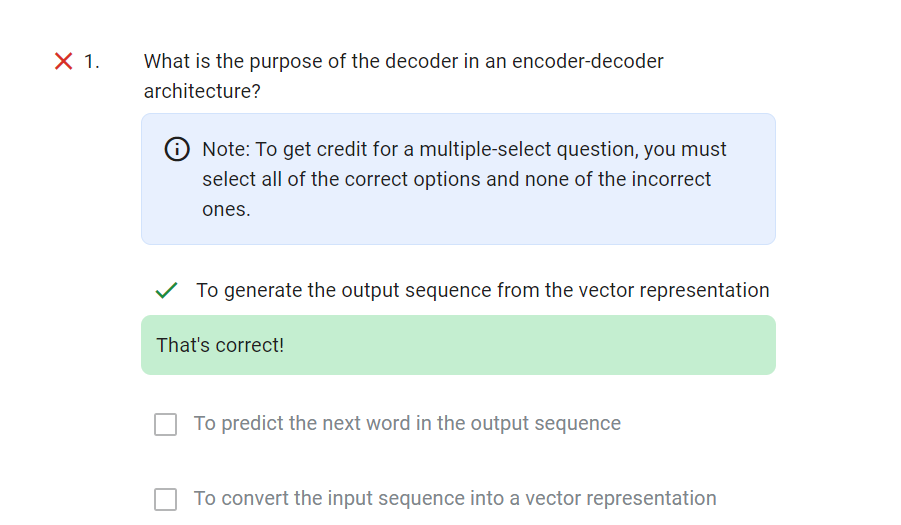 1. What is the purpose of the decoder in an encoder-decoder
architecture?
Note: To get credit for a multiple-select question, you must
select all of the correct options and none of the incorrect
ones.
To generate the output sequence from the vector representation
That's correct!
To predict the next word in the output sequence
To convert the input sequence into a vector representation